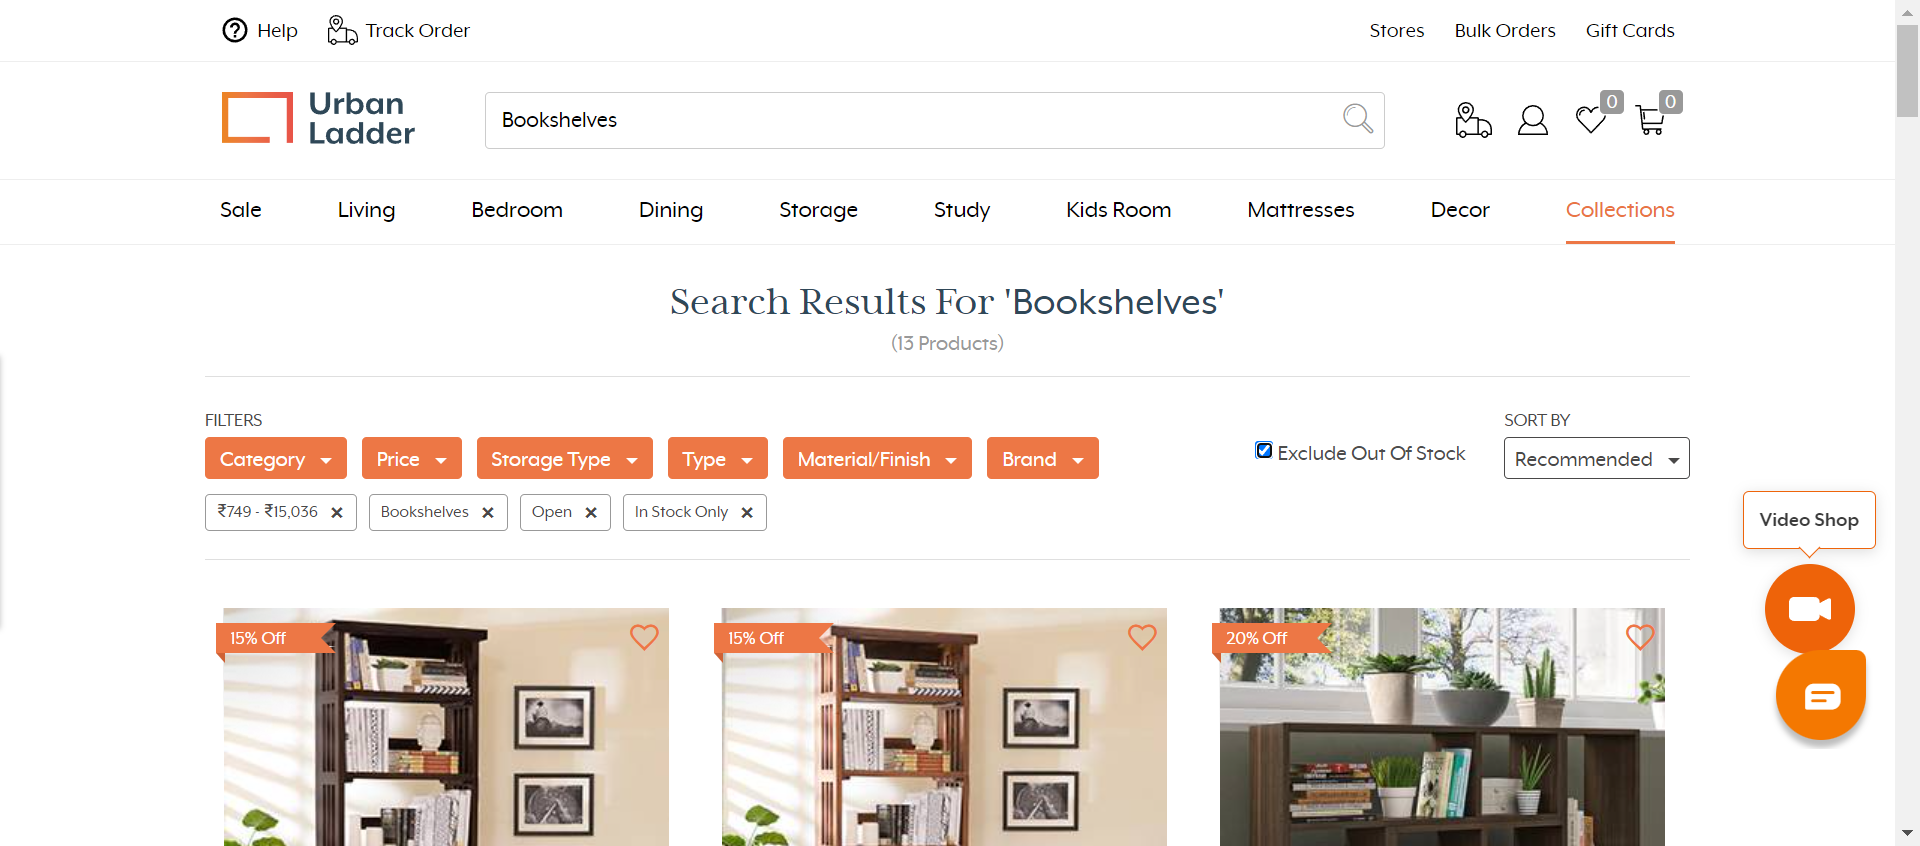 Help
Track Order
Stores
Bulk Orders
Gift Cards
Urban
Ladder
Bookshelves
0
0
Sale
Living
Bedroom
Dining
Storage
Study
Kids Room
Mattresses
Decor
Collections
Search Results For 'Bookshelves'
(13 Products)
FILTERS
Category
Price
Storage Type
Type
Material/Finish
Brand
Exclude Out Of Stock
SORT BY
Recommended
₹749 - ₹15,036
Bookshelves
Open
In Stock Only
Video Shop
15% Off
15% Off
20% Off